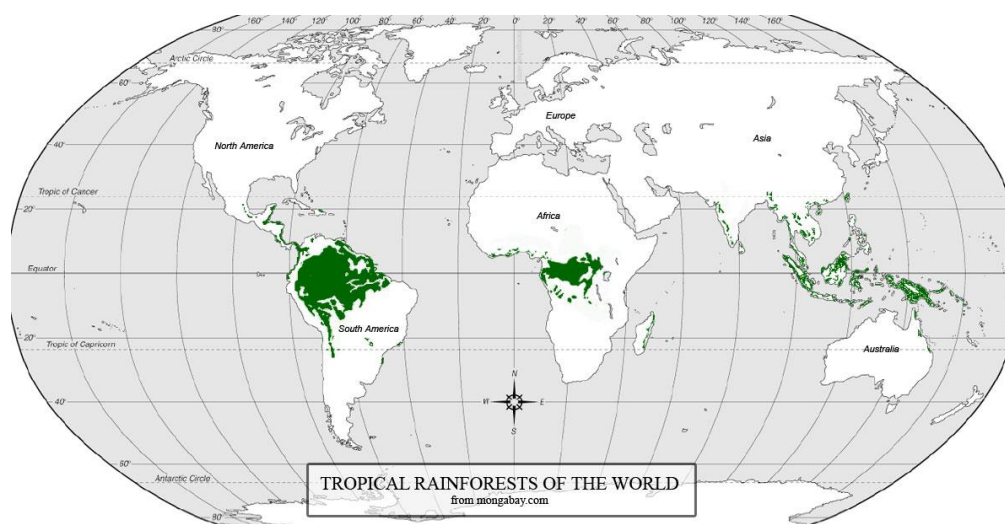 160 140 120 100 80 60 40 20 0° 20 40 60 80 100 120 140 160
80°
Arctic Circle
60°
Europe
Asia
North America
40°
Tropic of Cancer
20°
Africa
Equator
South America
20°
Tropic of Capricorn
Australia
N
E
S
40°
Antarctic Circle
TROPICAL RAINFORESTS OF THE WORLD
from mongabay.com
80°